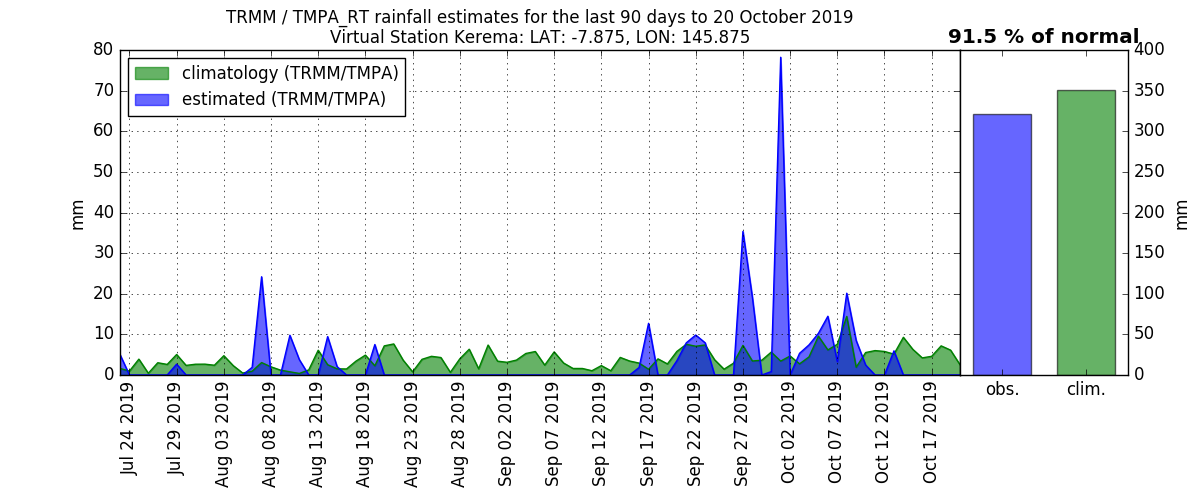 TRMM / TMPA_RT rainfall estimates for the last 90 days to 20 October 2019
Virtual Station Kerema: LAT: -7.875, LON: 145.875
91.5 % of normal
climatology (TRMM/TMPA)
estimated (TRMM/TMPA)
80
70
60
50
40
30
20
10
0
mm
Jul 24 2019
Jul 29 2019
Aug 03 2019
Aug 08 2019
Aug 13 2019
Aug 18 2019
Aug 23 2019
Aug 28 2019
Sep 02 2019
Sep 07 2019
Sep 12 2019
Sep 17 2019
Sep 22 2019
Sep 27 2019
Oct 02 2019
Oct 07 2019
Oct 12 2019
Oct 17 2019
400
350
300
250
200
150
100
50
0
mm
obs.
clim.